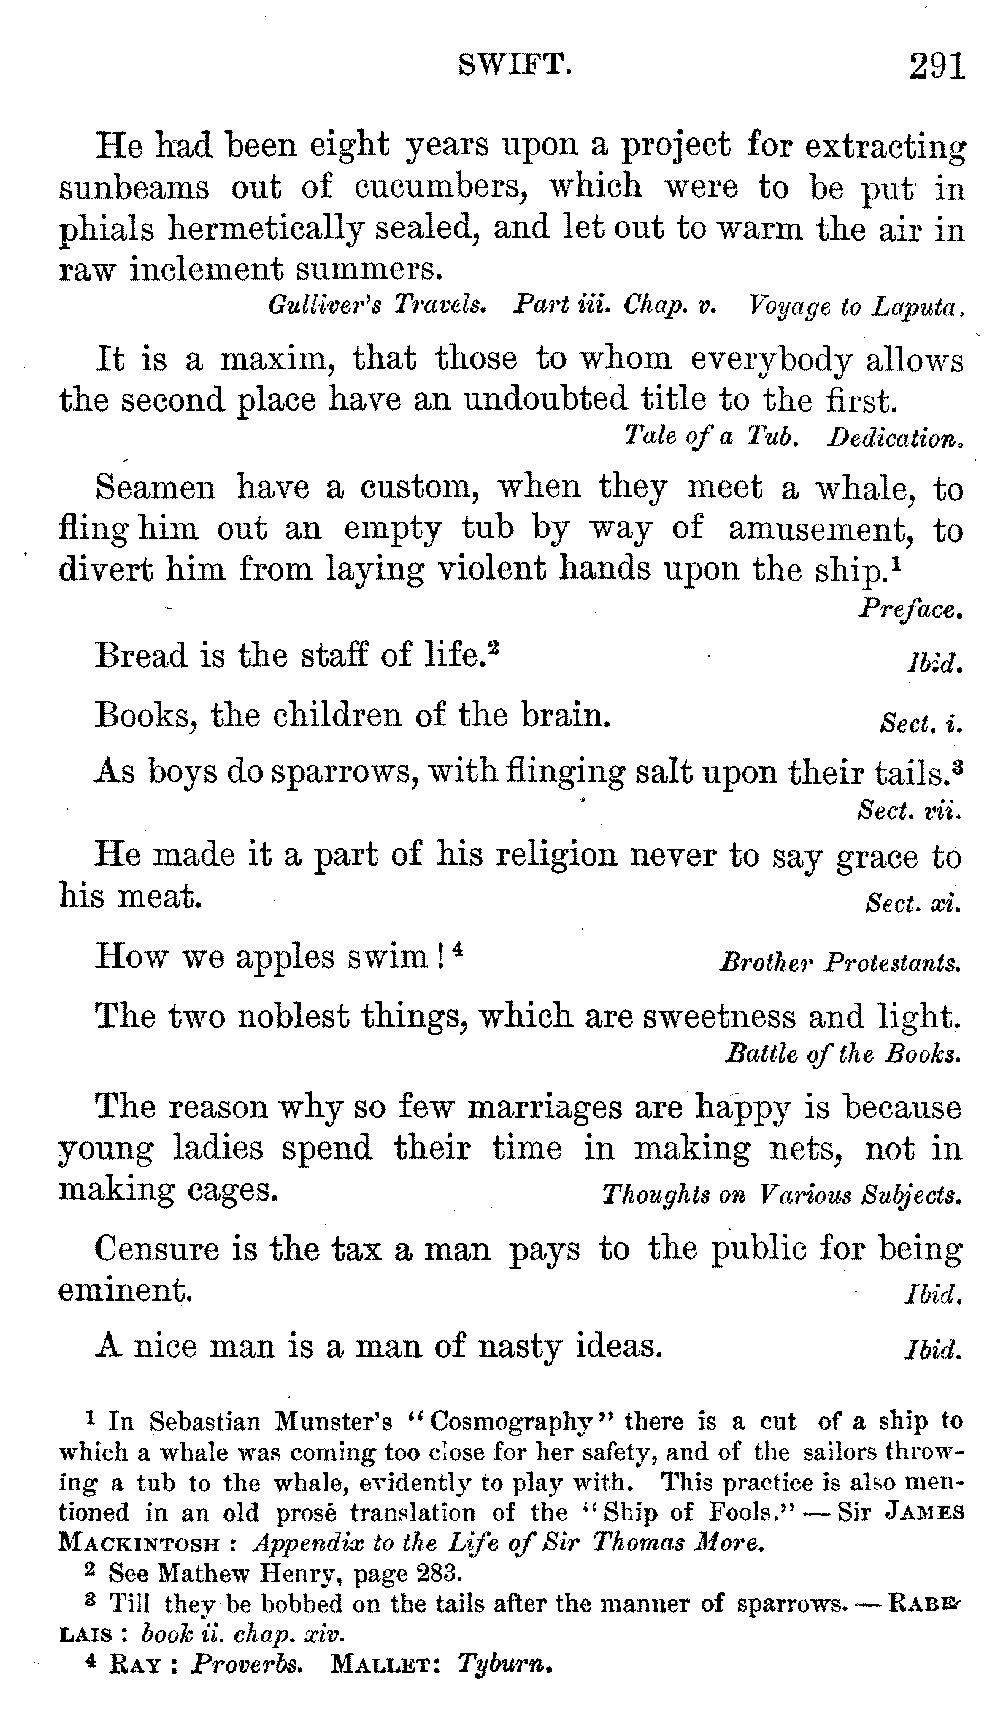 SWIFT. 291
He had been eight years upon a project for extracting
sunbeams out of cucumbers, which were to be put in
phials hermetically sealed, and let out to warm the air in
raw inclement summers.
Gulliver's Travels. Part iii. Chap. v. Voyage to Laputa.
It is a maxim, that those to whom everybody allows
the second place have an undoubted title to the first.
Tale of a Tub. Dedication.
Seamen have a custom, when they meet a whale, to
fling him out an empty tub by way of amusement, to
divert him from laying violent hands upon the ship.¹
Preface.
Bread is the staff of life.² Ibid.
Books, the children of the brain. Sect. i.
As boys do sparrows, with flinging salt upon their tails.³
Sect. vii.
He made it a part of his religion never to say grace to
his meat. Sect. xi.
How we apples swim!⁴ Brother Protestants.
The two noblest things, which are sweetness and light.
Battle of the Books.
The reason why so few marriages are happy is because
young ladies spend their time in making nets, not in
making cages. Thoughts on Various Subjects.
Censure is the tax a man pays to the public for being
eminent. Ibid.
A nice man is a man of nasty ideas. Ibid.
¹ In Sebastian Munster's “Cosmography” there is a cut of a ship to
which a whale was coming too close for her safety, and of the sailors throw-
ing a tub to the whale, evidently to play with. This practice is also men-
tioned in an old prose translation of the “Ship of Fools.” — Sir JAMES
MACKINTOSH : Appendix to the Life of Sir Thomas More.
² See Mathew Henry, page 283.
³ Till they be bobbed on the tails after the manner of sparrows. — RABE-
LAIS : book ii. chap. xiv.
⁴ RAY : Proverbs. MALLET: Tyburn.